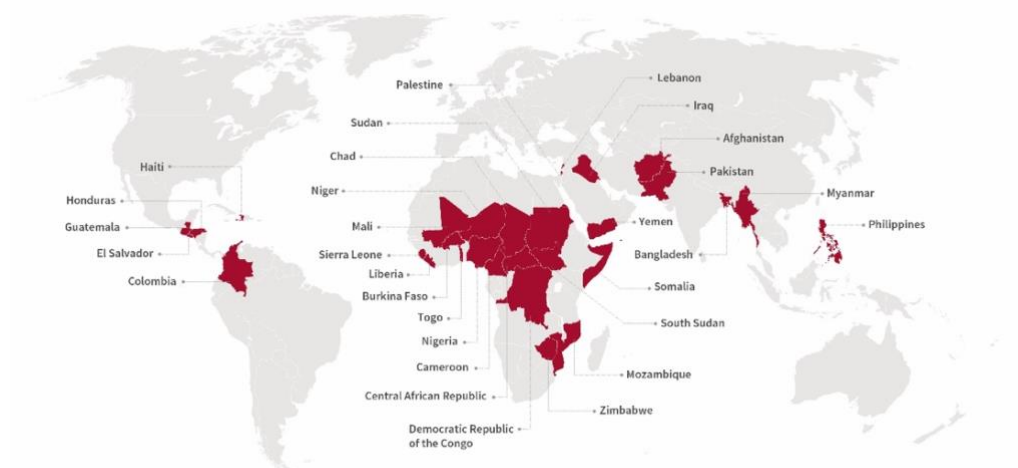 Palestine
Lebanon
Iraq
Sudan
Afghanistan
Chad
Haiti
Pakistan
Niger
Myanmar
Honduras
Mali
Yemen
Philippines
Guatemala
Sierra Leone
Bangladesh
El Salvador
Liberia
Colombia
Somalia
Burkina Faso
Togo
South Sudan
Nigeria
Cameroon
Mozambique
Central African Republic
Zimbabwe
Democratic Republic
of the Congo